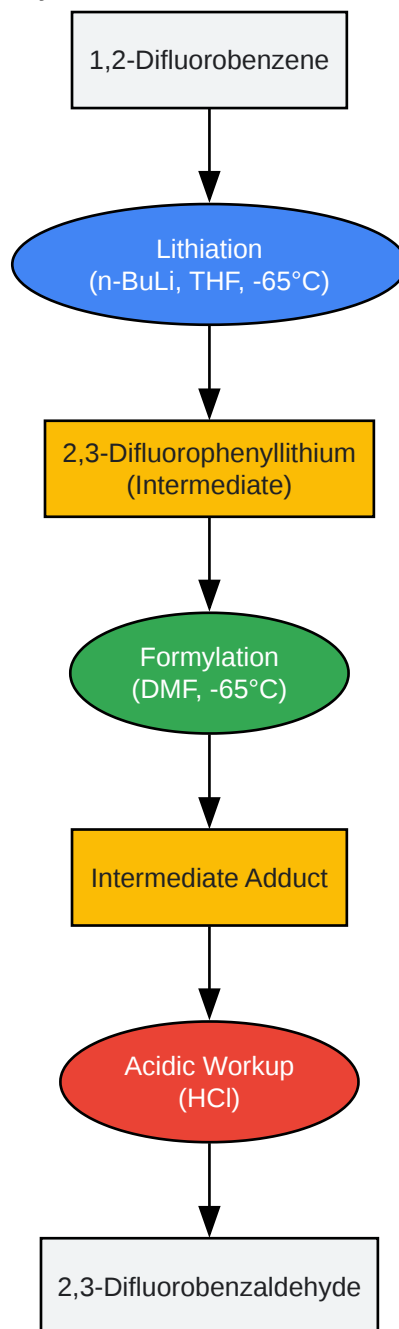 1,2-Difluorobenzene
Lithiation
(n-BuLi, THF, -65°C)
2,3-Difluorophenyllithium
(Intermediate)
Formylation
(DMF, -65°C)
Intermediate Adduct
Acidic Workup
(HCl)
2,3-Difluorobenzaldehyde